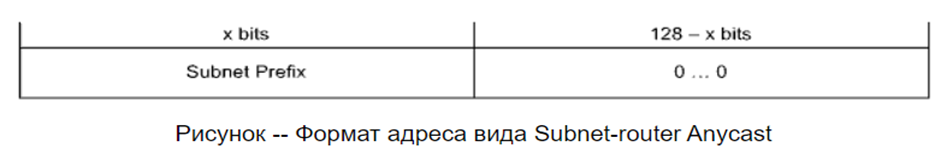 x bits 128 – x bits
Subnet Prefix 0 ... 0
Рисунок -- Формат адреса вида Subnet-router Anycast